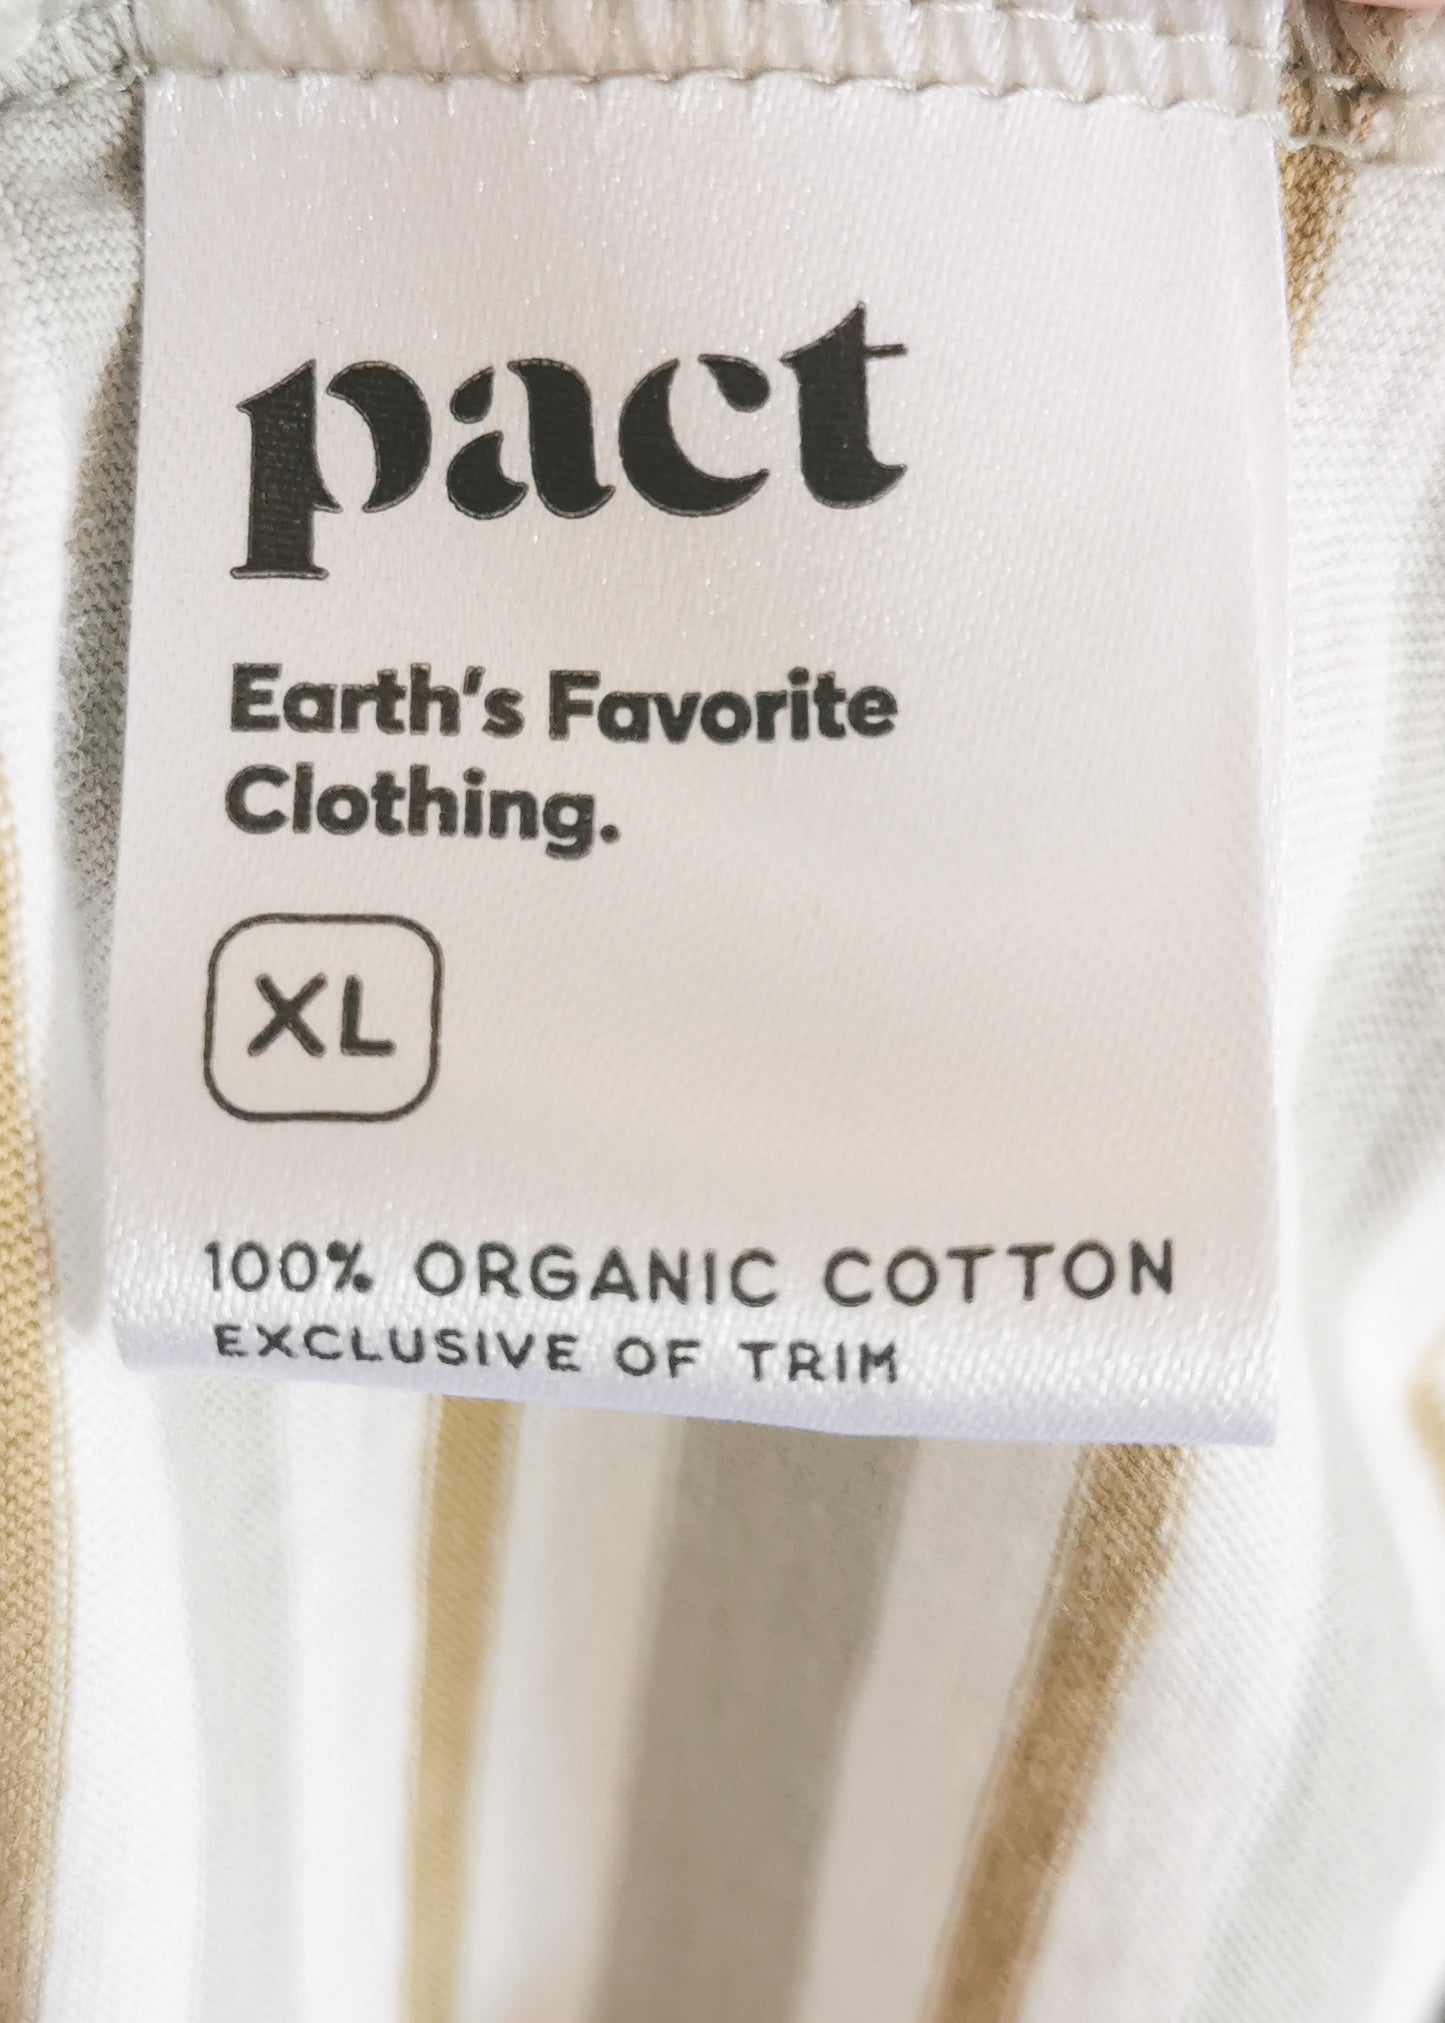 pact
Earth's Favorite
Clothing.
XL
100% ORGANIC COTTON
EXCLUSIVE OF TRIM